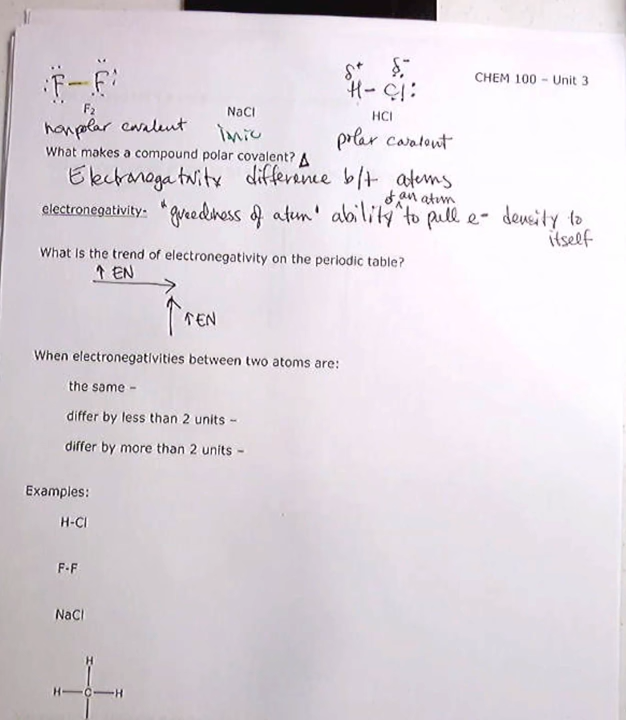 :F—F:
δ+ δ-
H-Cl:
CHEM 100 – Unit 3
F2
NaCl
HCl
nonpolar covalent
ionic
polar covalent
What makes a compound polar covalent? Δ
Electronegativity difference b/t atoms
of an atom
electronegativity- "greediness of atom" ability ^ to pull e- density to
itself
What is the trend of electronegativity on the periodic table?
↑ EN
↑EN
When electronegativities between two atoms are:
the same –
differ by less than 2 units –
differ by more than 2 units –
Examples:
H-Cl
F-F
NaCl
H
H—C—H